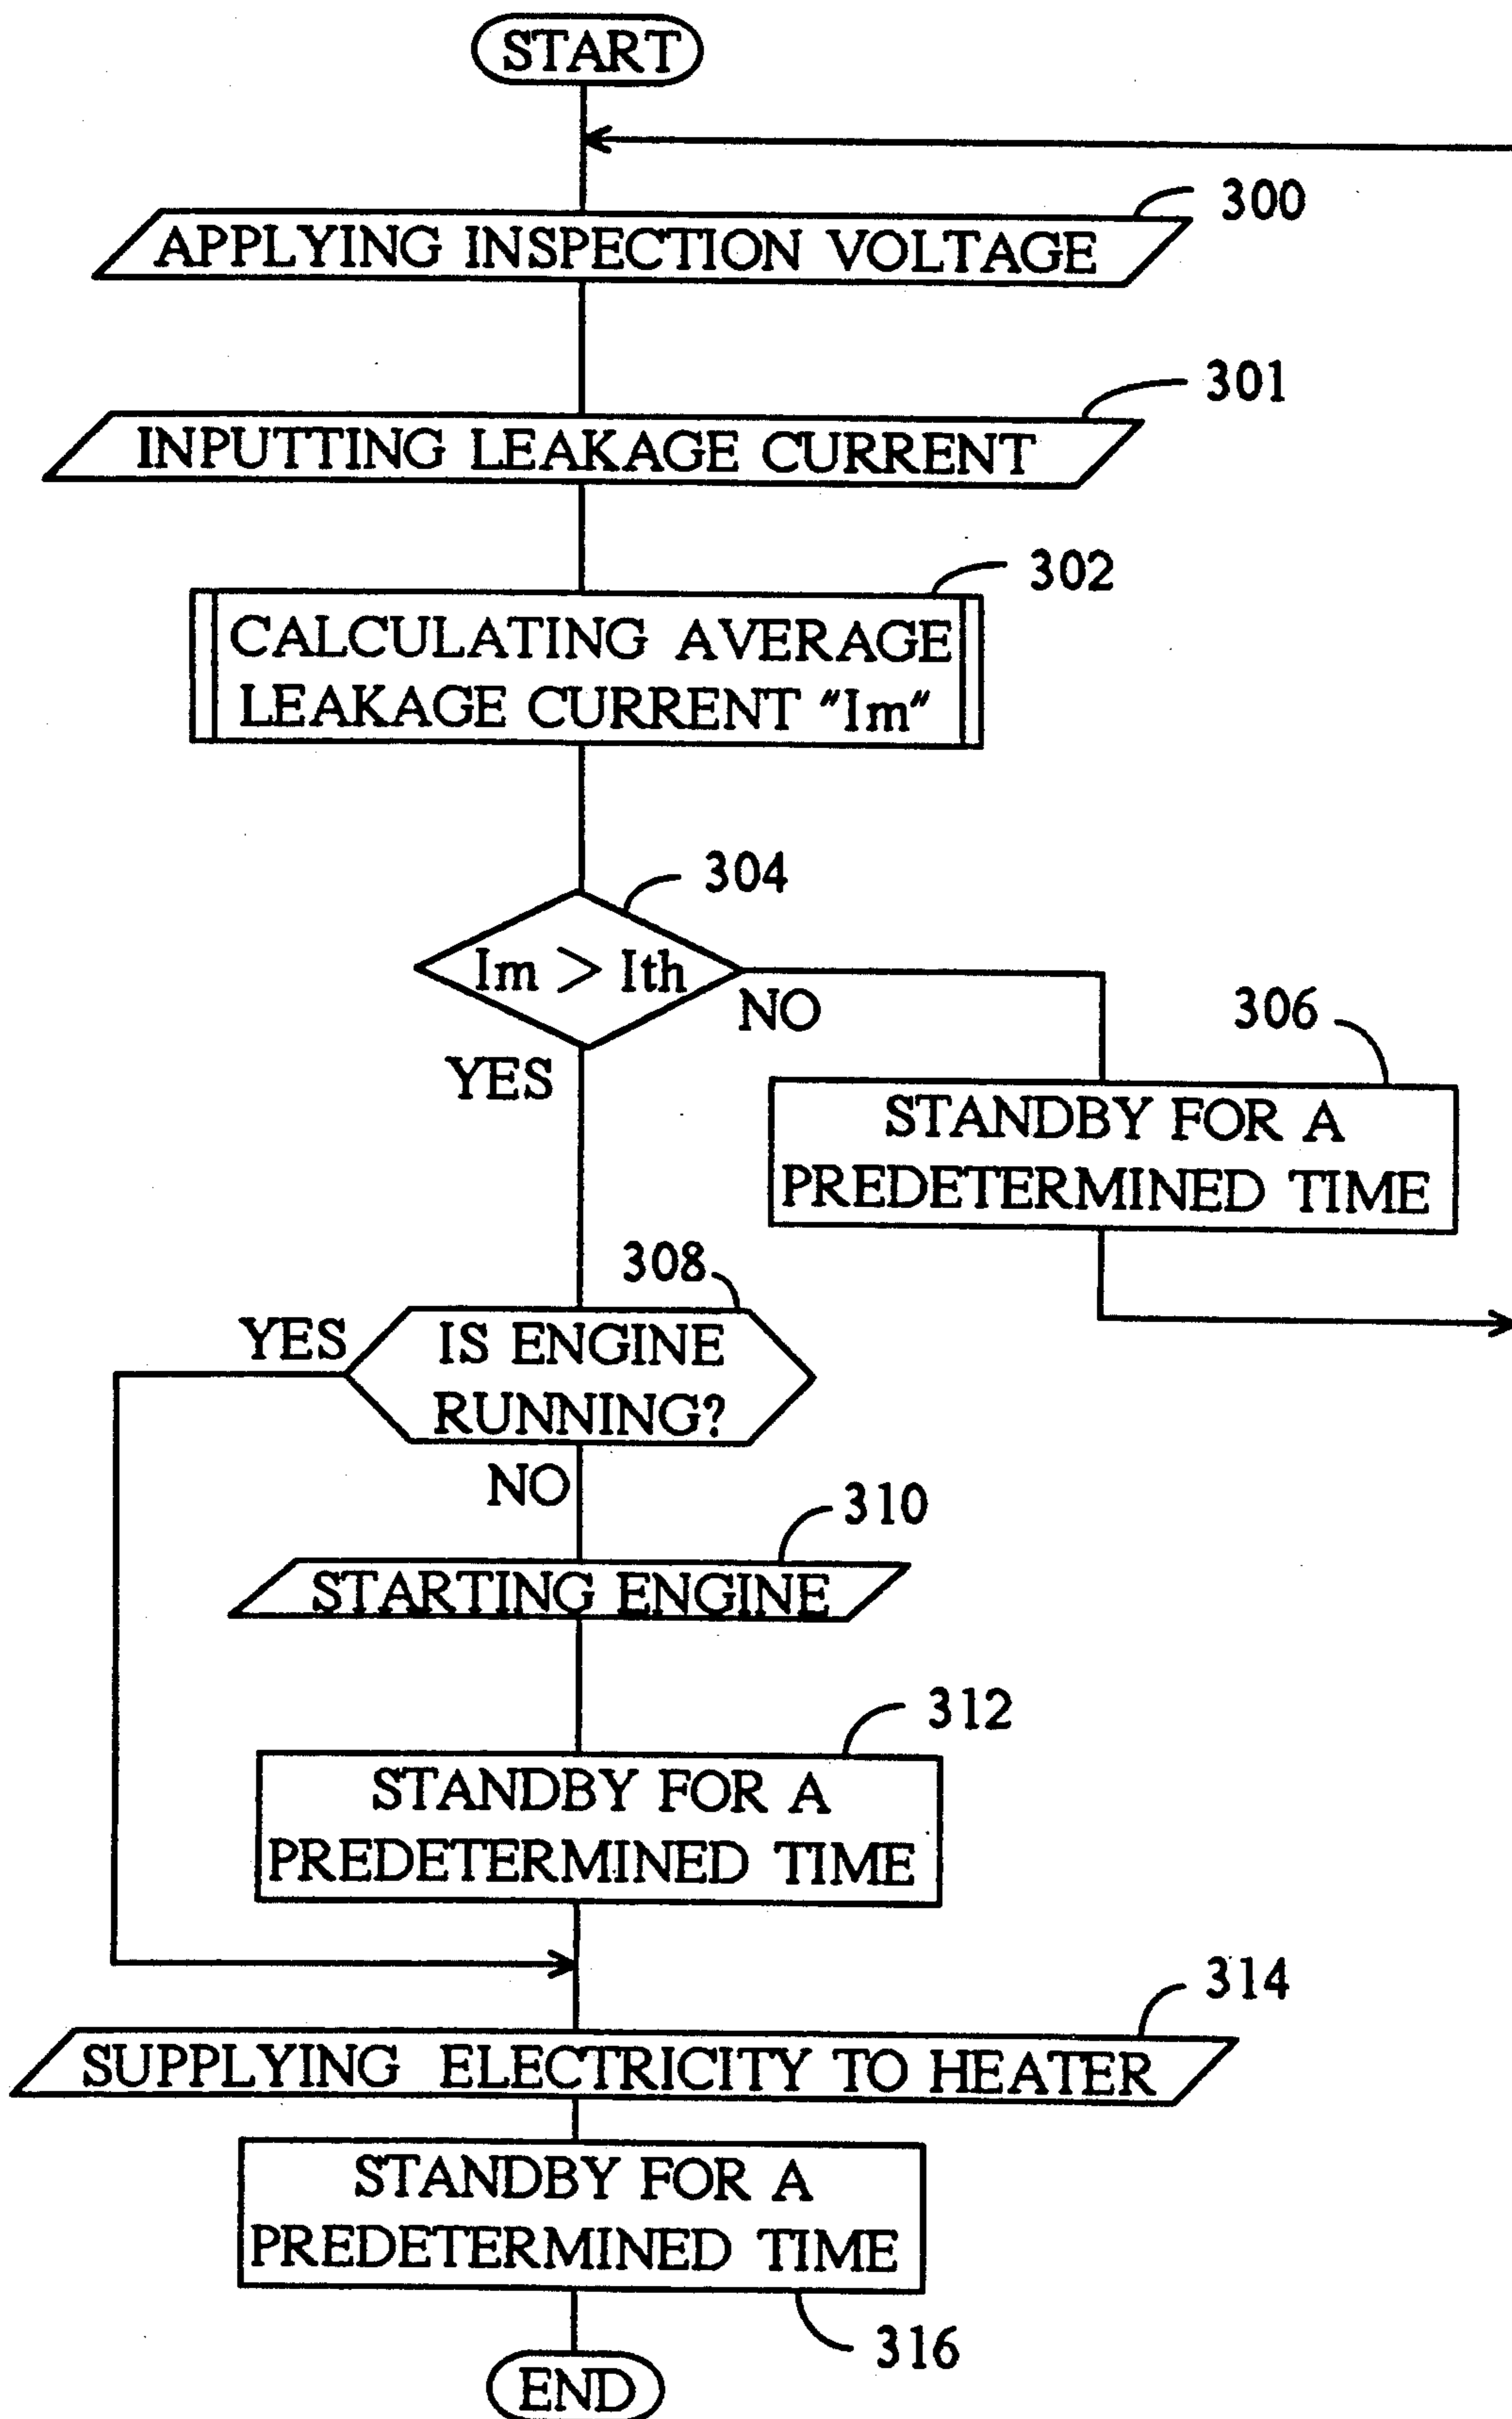 START
300
APPLYING INSPECTION VOLTAGE
301
INPUTTING LEAKAGE CURRENT
302
CALCULATING AVERAGE
LEAKAGE CURRENT "Im"
304
Im > Ith
NO
YES
306
STANDBY FOR A
PREDETERMINED TIME
308
YES
IS ENGINE
RUNNING?
NO
310
STARTING ENGINE
312
STANDBY FOR A
PREDETERMINED TIME
314
SUPPLYING ELECTRICITY TO HEATER
STANDBY FOR A
PREDETERMINED TIME
316
END